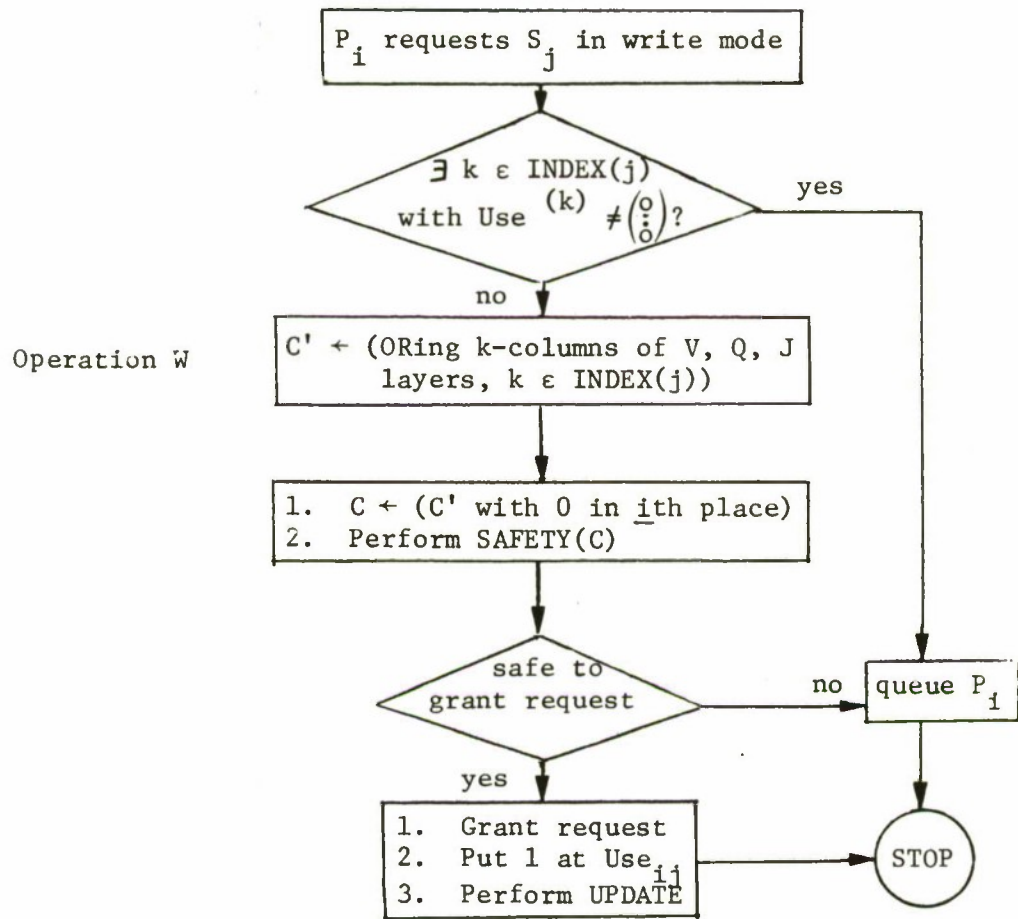 P_i requests S_j in write mode
∃ k ε INDEX(j)
with Use ^(k) ≠ (o : o)?
yes
no
Operation W
C' ← (ORing k-columns of V, Q, J
layers, k ε INDEX(j))
1. C ← (C' with 0 in ith place)
2. Perform SAFETY(C)
safe to
grant request
no
queue P_i
yes
1. Grant request
2. Put 1 at Use_ij
3. Perform UPDATE
STOP